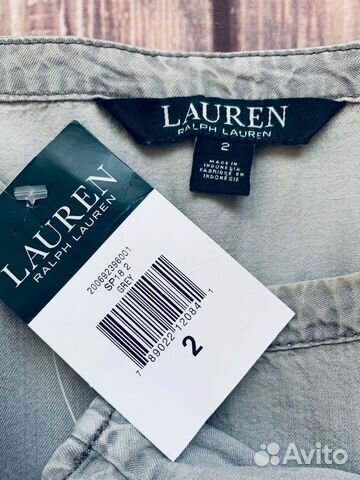 LAUREN
RALPH LAUREN
2
MADE IN
INDONESIA
FABRIQUÉ EN
INDONÉSIE
LAUREN
RALPH LAUREN
200692396001
SP18 2
GREY
7 89022 12084 1
2
Avito